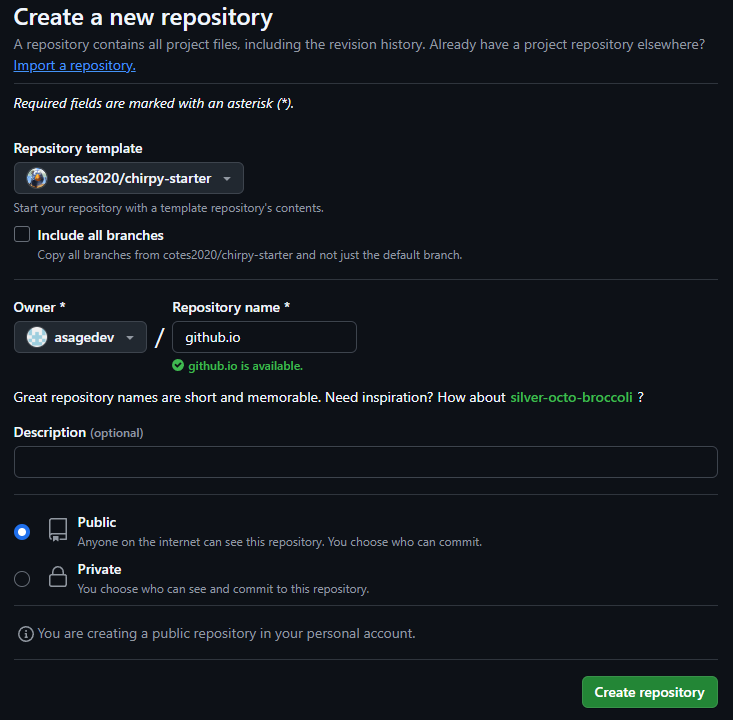 Create a new repository
A repository contains all project files, including the revision history. Already have a project repository elsewhere?
Import a repository.
Required fields are marked with an asterisk (*).
Repository template
cotes2020/chirpy-starter
Start your repository with a template repository's contents.
Include all branches
Copy all branches from cotes2020/chirpy-starter and not just the default branch.
Owner * Repository name *
asagedev / github.io
github.io is available.
Great repository names are short and memorable. Need inspiration? How about silver-octo-broccoli ?
Description (optional)
Public
Anyone on the internet can see this repository. You choose who can commit.
Private
You choose who can see and commit to this repository.
You are creating a public repository in your personal account.
Create repository